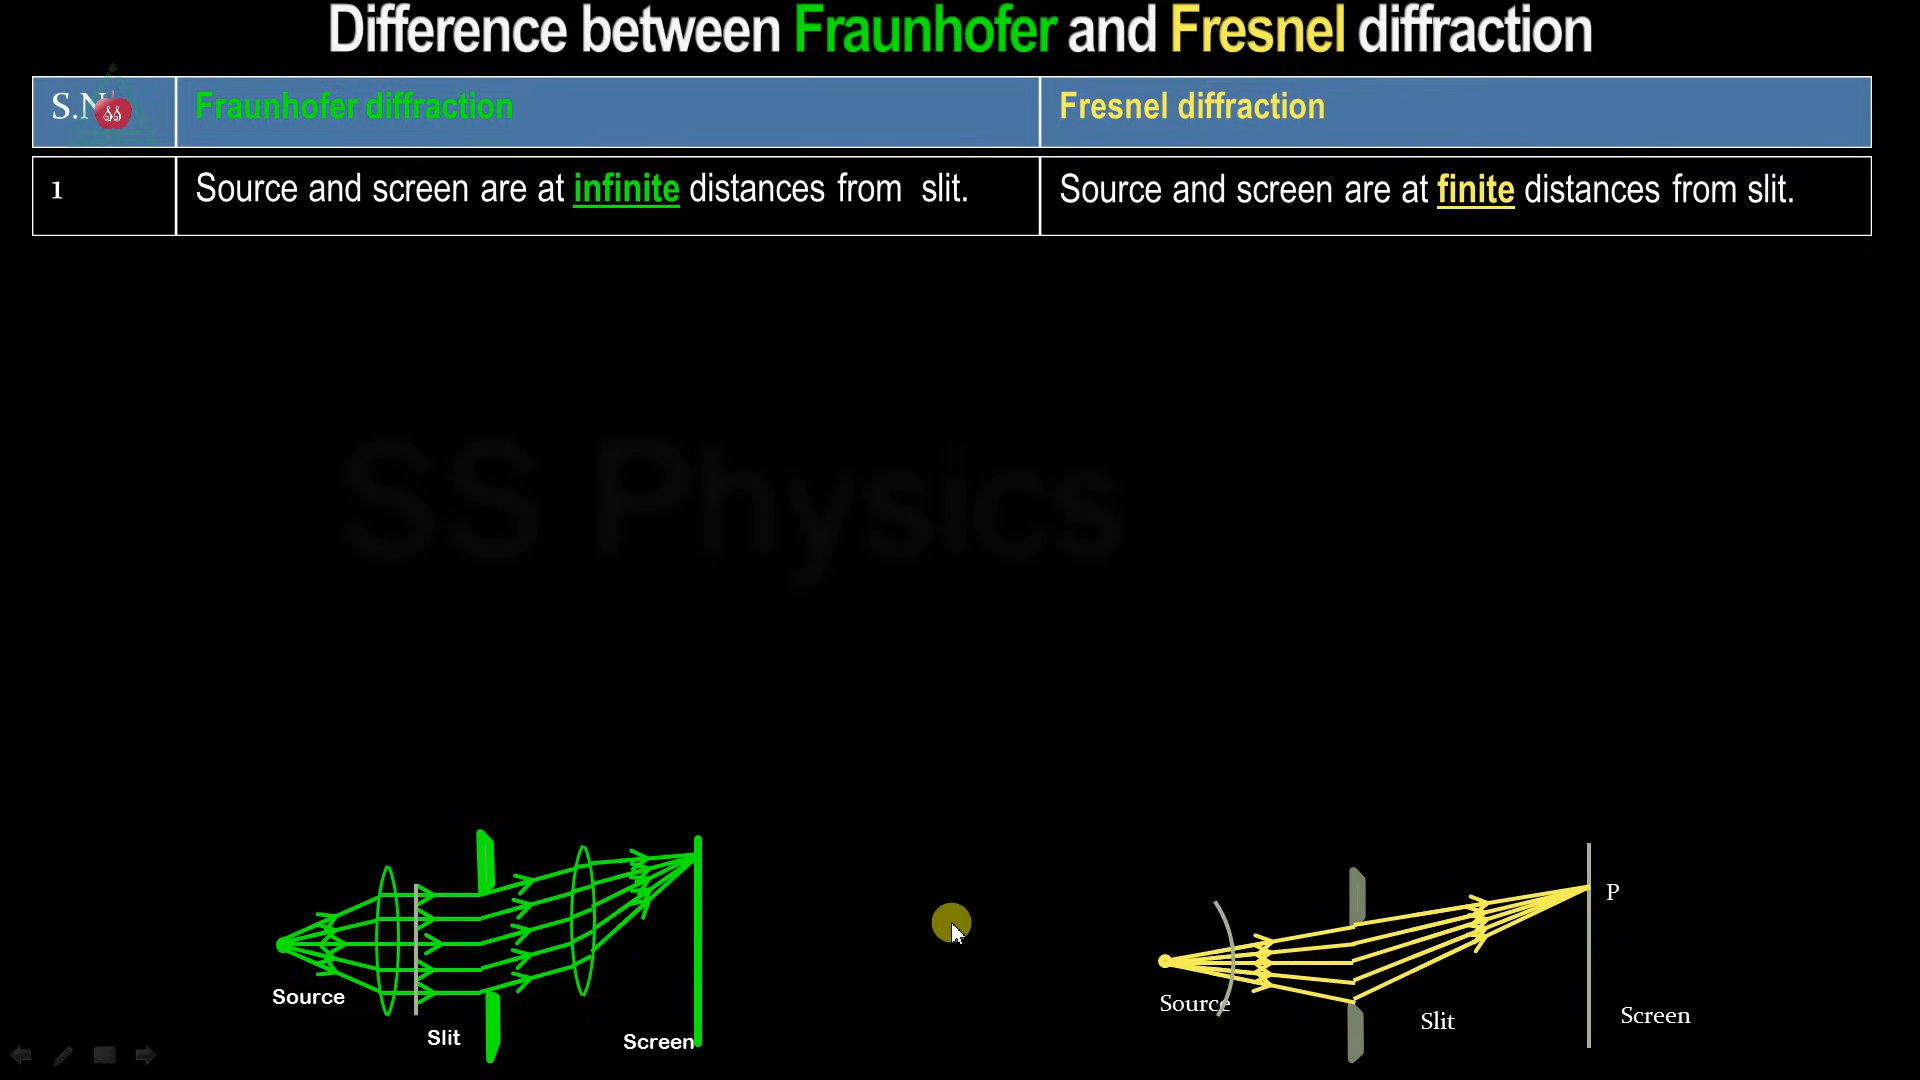 Difference between Fraunhofer and Fresnel diffraction
S.N
Fraunhofer diffraction
Fresnel diffraction
1
Source and screen are at infinite distances from slit.
Source and screen are at finite distances from slit.
SS Physics
Source
Slit
Screen
Source
Slit
P
Screen